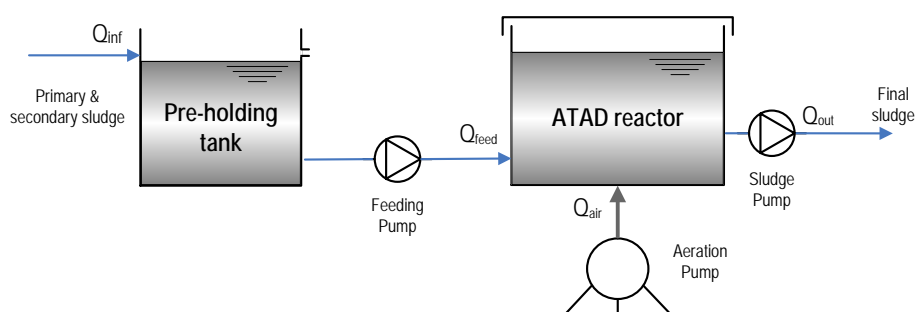 Qinf
Primary &
secondary sludge
Pre-holding
tank
Feeding
Pump
Qfeed
ATAD reactor
Qair
Aeration
Pump
Sludge
Pump
Qout
Final
sludge